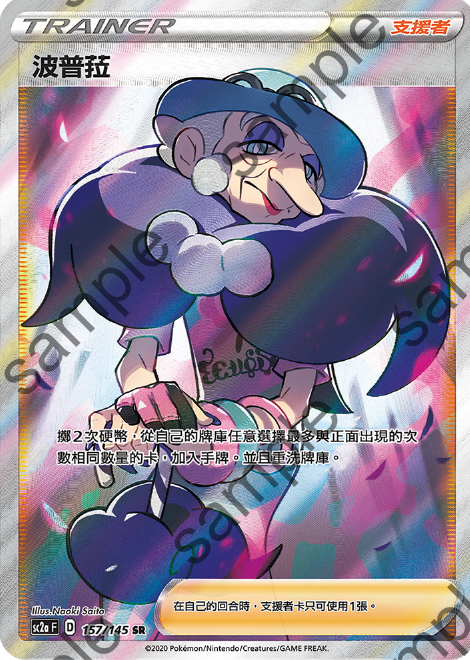 TRAINER 支援者
波普菈
擲2次硬幣,從自己的牌庫任意選擇最多與正面出現的次
數相同數量的卡,加入手牌。並且重洗牌庫。
Illus.Naoki Saito
在自己的回合時,支援者卡只可使用1張。
sc2a F D 157/145 SR
©2020 Pokémon/Nintendo/Creatures/GAME FREAK.
sample
sample
sample
sample
sample